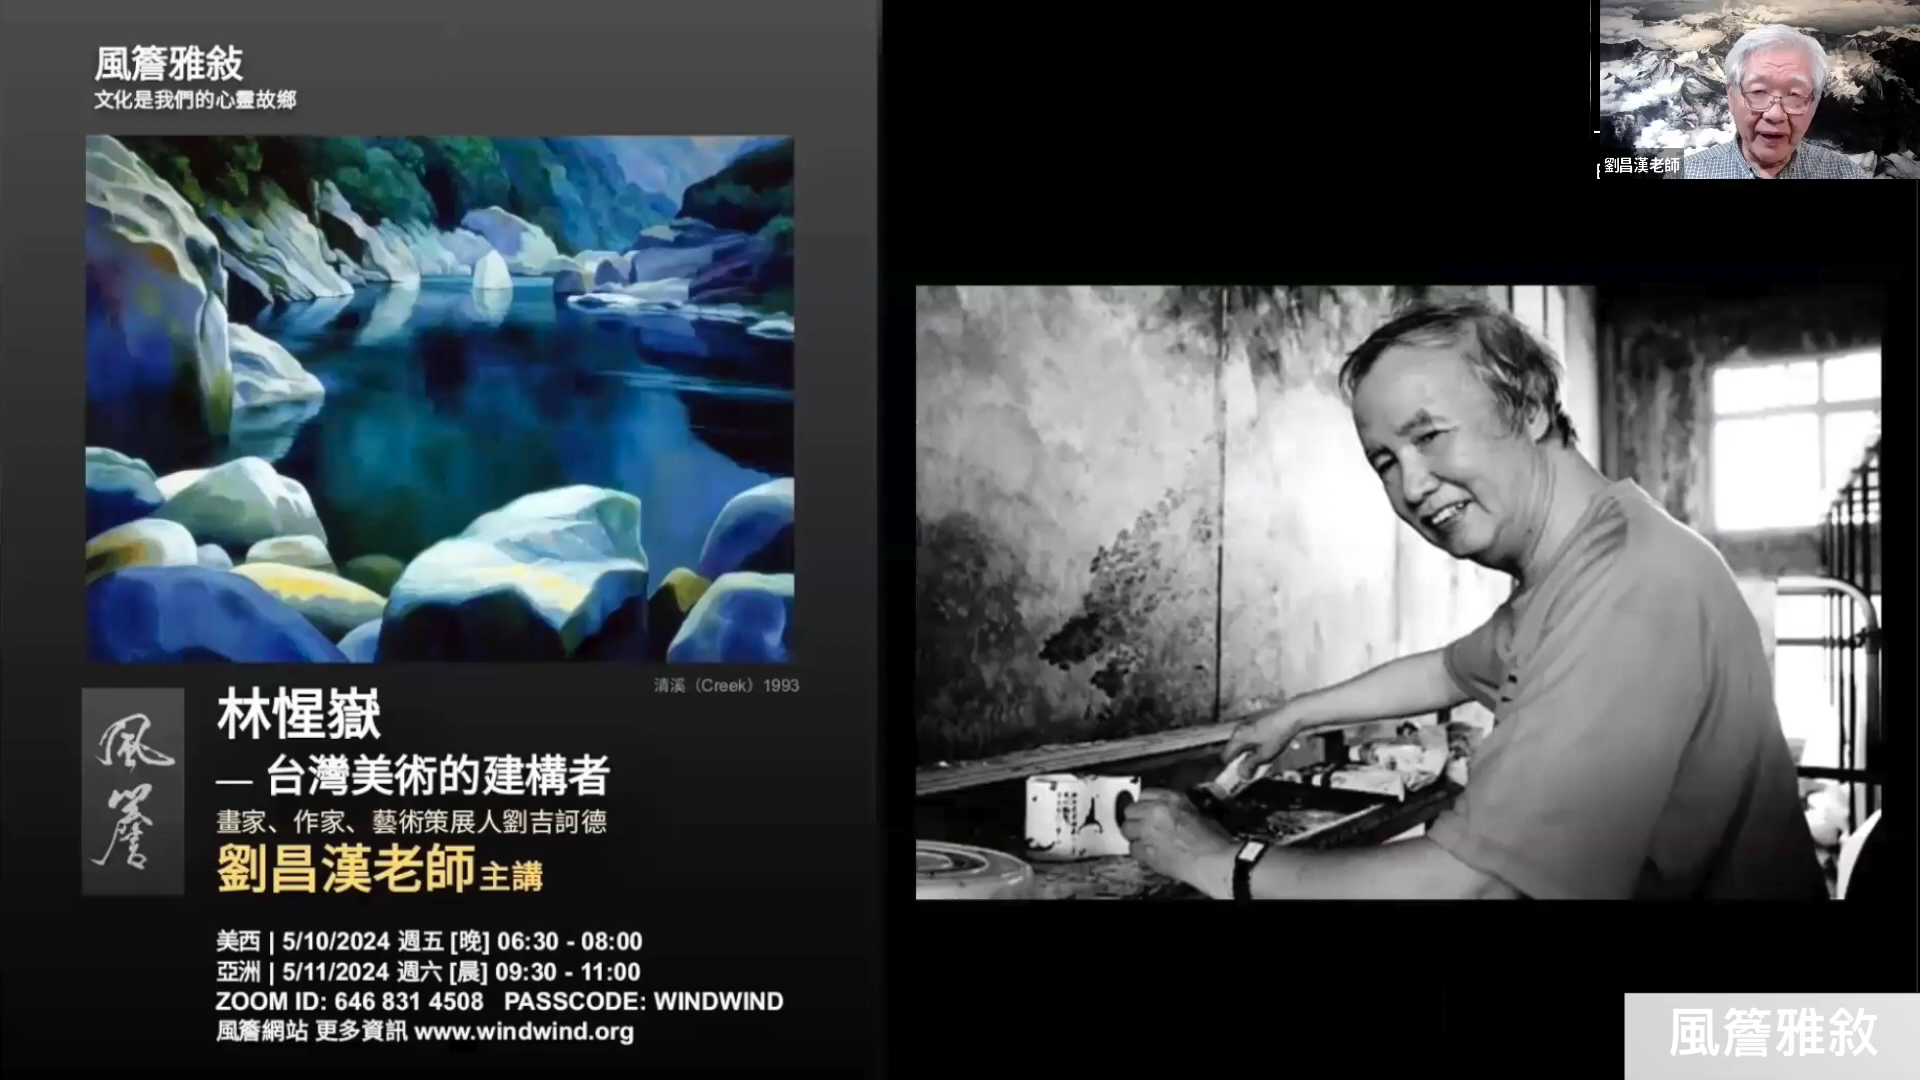 風簷雅敍
文化是我們的心靈故鄉
清溪（Creek）1993
風簷
林惺嶽
— 台灣美術的建構者
畫家、作家、藝術策展人劉吉訶德
劉昌漢老師 主講
美西 | 5/10/2024 週五 [晚] 06:30 - 08:00
亞洲 | 5/11/2024 週六 [晨] 09:30 - 11:00
ZOOM ID: 646 831 4508 PASSCODE: WINDWIND
風簷網站 更多資訊 www.windwind.org
劉昌漢老師
風簷雅敘